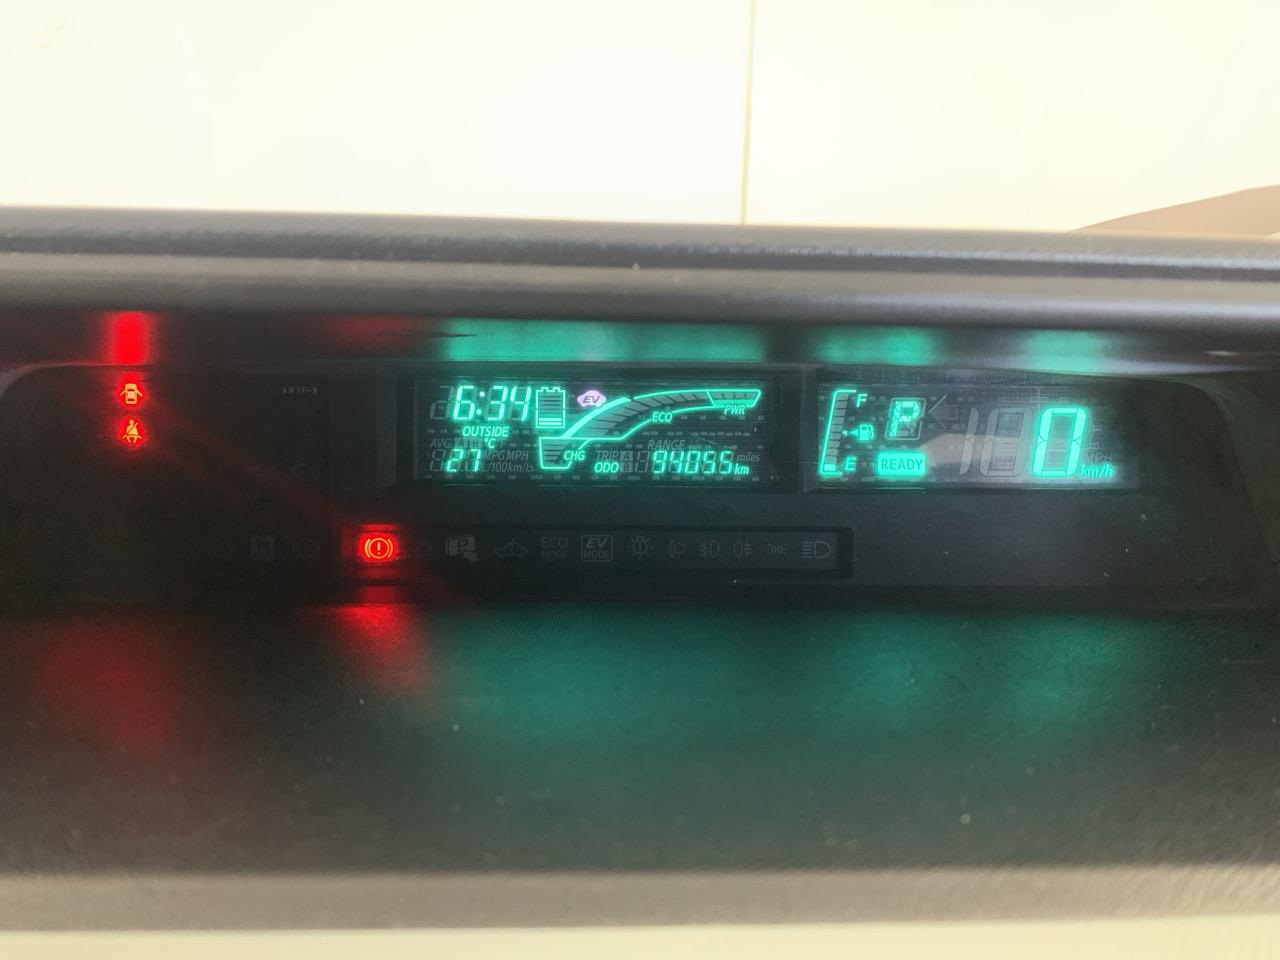 6:34
EV
ECO
PWR
OUTSIDE
°C
27
CHG
AVG
MPG MPH
/100km/h
TRIP A
ODO B
RANGE
miles
94055 km
F
E
P
READY
0
MPH
km/h
P
ECO
MODE
EV
MODE